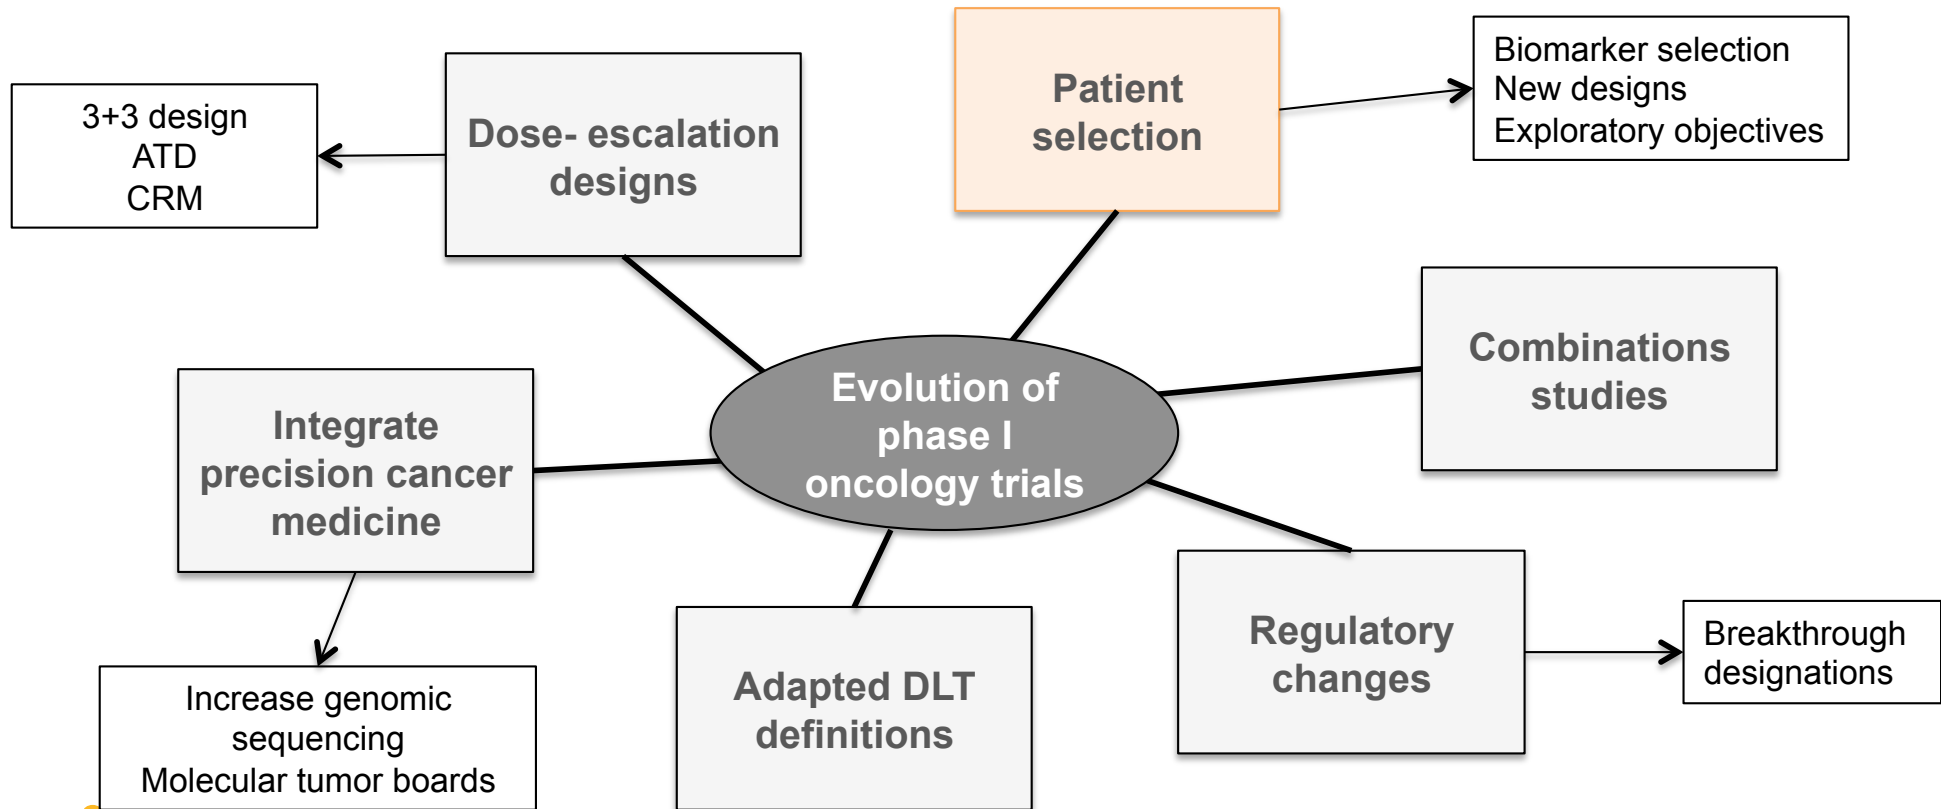 3+3 design
ATD
CRM
Dose- escalation
designs
Patient
selection
Biomarker selection
New designs
Exploratory objectives
Combinations
studies
Evolution of
phase I
oncology trials
Integrate
precision cancer
medicine
Increase genomic
sequencing
Molecular tumor boards
Adapted DLT
definitions
Regulatory
changes
Breakthrough
designations